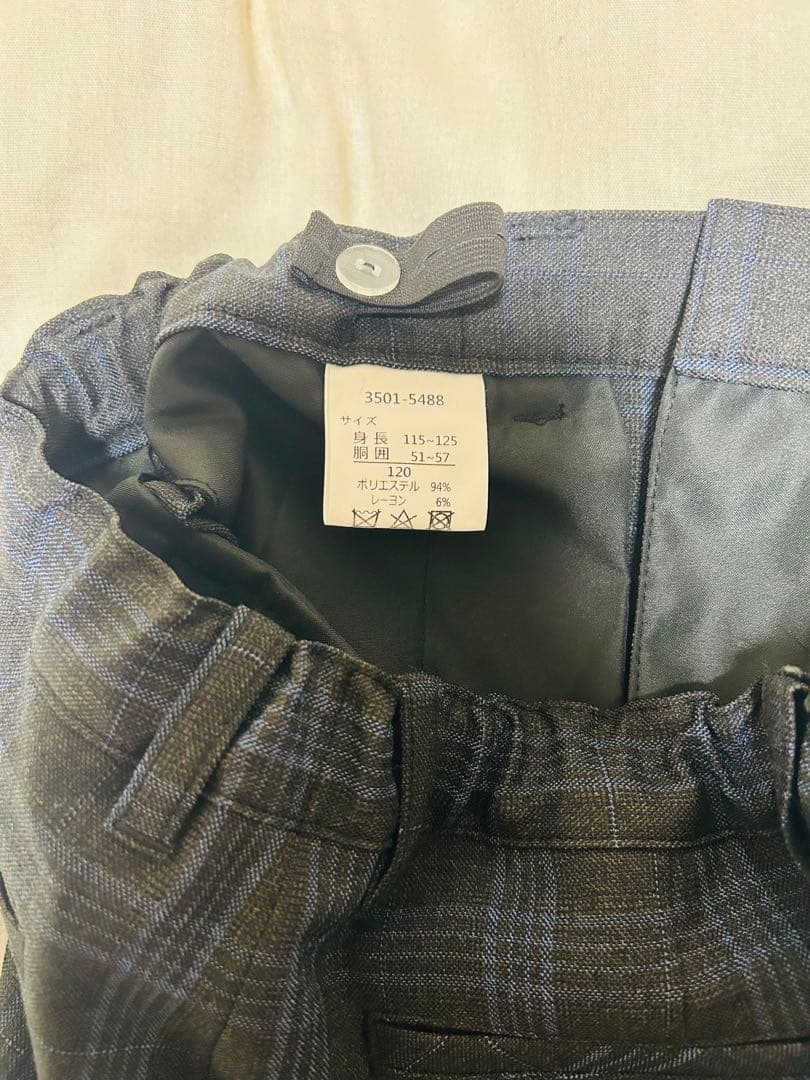 3501-5488
サイズ
身長 115~125
胴囲 51~57
120
ポリエステル 94%
レーヨン 6%